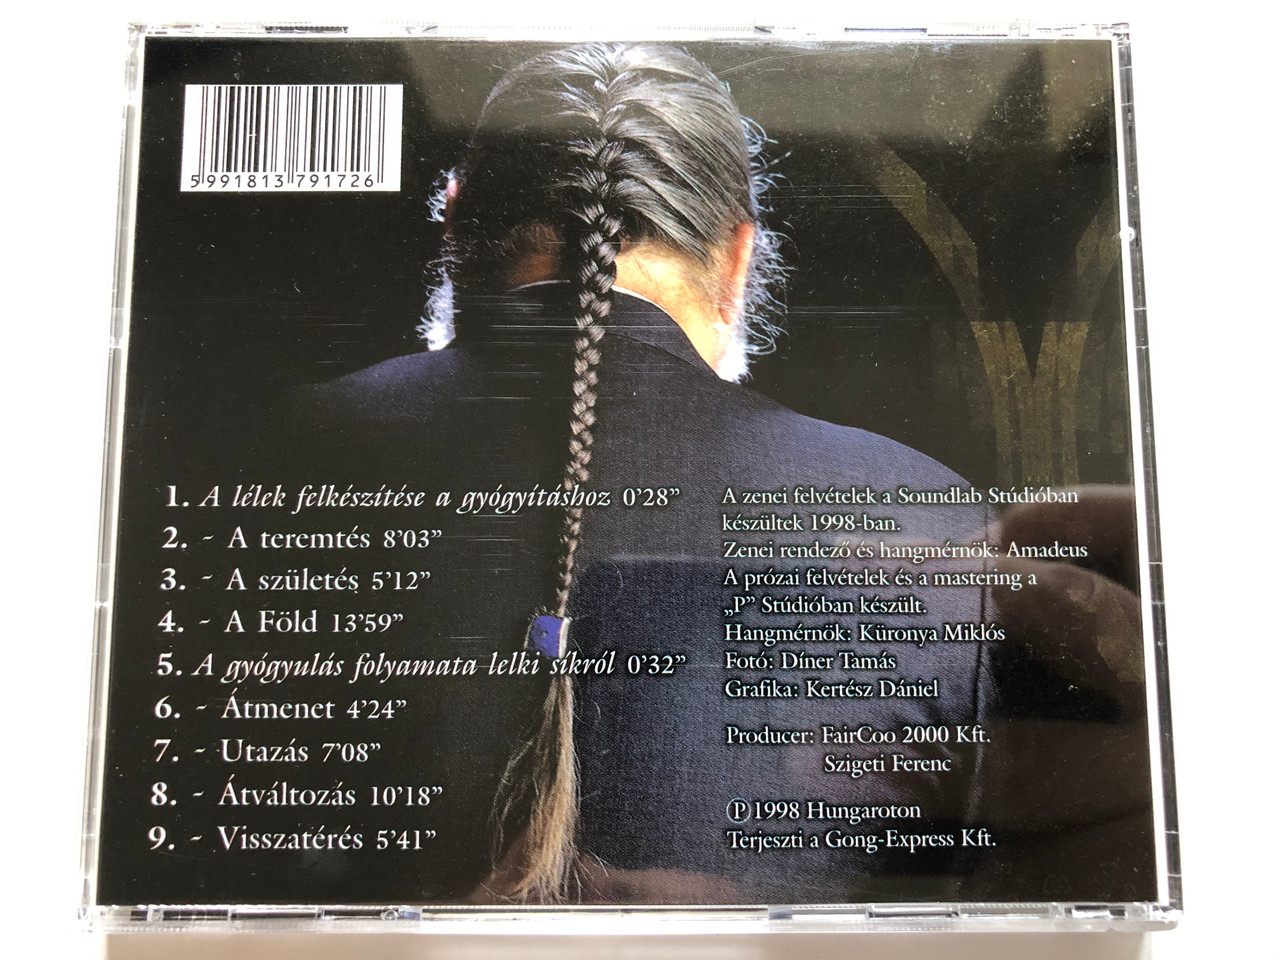 5991813791726
1. A lélek felkészítése a gyógyításhoz 0'28”
2. - A teremtés 8'03”
3. - A születés 5'12”
4. - A Föld 13'59”
5. A gyógyulás folyamata lelki síkról 0'32”
6. - Átmenet 4'24”
7. - Utazás 7'08”
8. - Átváltozás 10'18”
9. - Visszatérés 5'41”
A zenei felvételek a Soundlab Stúdióban
készültek 1998-ban.
Zenei rendező és hangmérnök: Amadeus
A prózai felvételek és a mastering a
„P” Stúdióban készült.
Hangmérnök: Küronya Miklós
Fotó: Díner Tamás
Grafika: Kertész Dániel
Producer: FairCoo 2000 Kft.
Szigeti Ferenc
Ⓟ 1998 Hungaroton
Terjeszti a Gong-Express Kft.